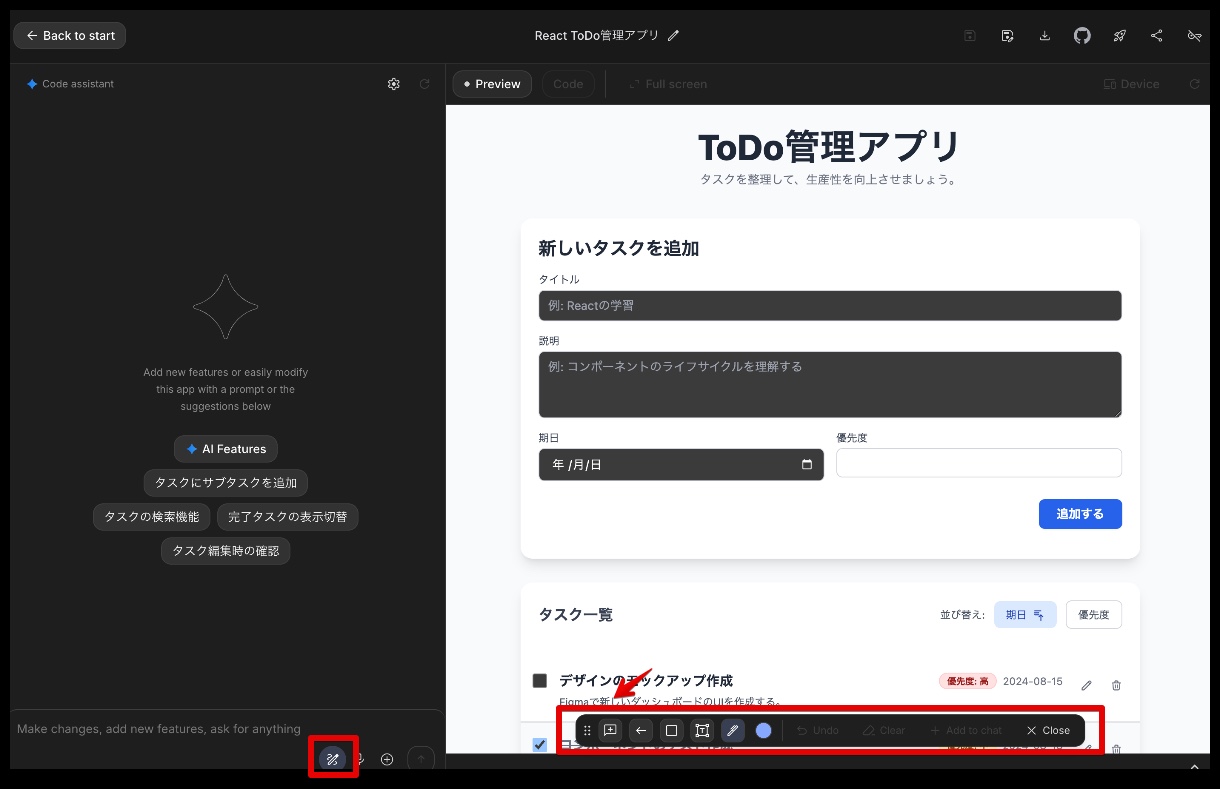 Back to start
React ToDo管理アプリ
Code assistant
Preview
Code
Full screen
Device
ToDo管理アプリ
タスクを整理して、生産性を向上させましょう。
新しいタスクを追加
タイトル
例: Reactの学習
説明
例: コンポーネントのライフサイクルを理解する
期日
優先度
年 /月/日
追加する
Add new features or easily modify
this app with a prompt or the
suggestions below
AI Features
タスクにサブタスクを追加
タスクの検索機能
完了タスクの表示切替
タスク編集時の確認
タスク一覧
並び替え:
期日
優先度
デザインのモックアップ作成
優先度: 高
2024-08-15
Figmaで新しいダッシュボードのUIを作成する。
Make changes, add new features, ask for anything
Undo
Clear
Add to chat
Close